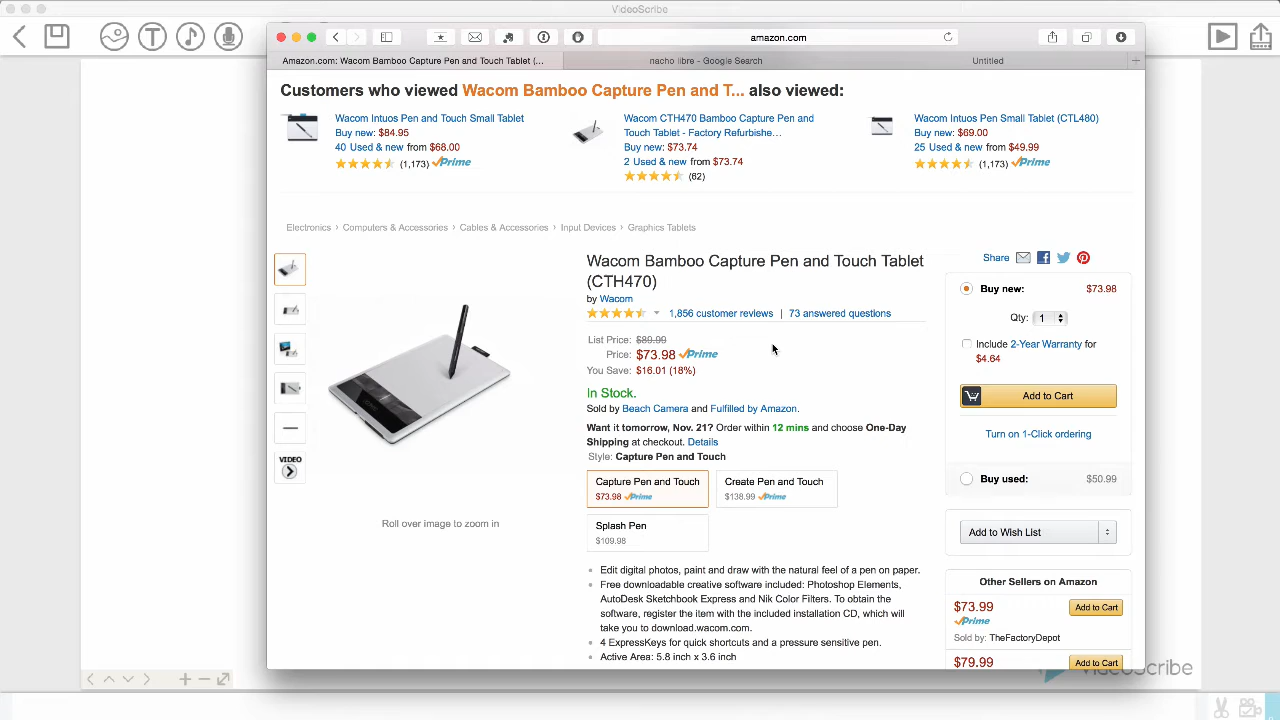 VideoScribe
amazon.com
Amazon.com: Wacom Bamboo Capture Pen and Touch Tablet (...
nacho libre - Google Search
Untitled
Customers who viewed Wacom Bamboo Capture Pen and T... also viewed:
Wacom Intuos Pen and Touch Small Tablet
Buy new: $84.95
40 Used & new from $68.00
(1,173) Prime
Wacom CTH470 Bamboo Capture Pen and
Touch Tablet - Factory Refurbishe…
Buy new: $73.74
2 Used & new from $73.74
(62)
Wacom Intuos Pen Small Tablet (CTL480)
Buy new: $69.00
25 Used & new from $49.99
(1,173) Prime
Electronics › Computers & Accessories › Cables & Accessories › Input Devices › Graphics Tablets
VIDEO
Roll over image to zoom in
Wacom Bamboo Capture Pen and Touch Tablet
(CTH470)
by Wacom
1,856 customer reviews | 73 answered questions
List Price: $89.99
Price: $73.98 Prime
You Save: $16.01 (18%)
In Stock.
Sold by Beach Camera and Fulfilled by Amazon.
Want it tomorrow, Nov. 21? Order within 12 mins and choose One-Day
Shipping at checkout. Details
Style: Capture Pen and Touch
Capture Pen and Touch
$73.98 Prime
Create Pen and Touch
$138.99 Prime
Splash Pen
$109.98
Edit digital photos, paint and draw with the natural feel of a pen on paper.
Free downloadable creative software included: Photoshop Elements,
AutoDesk Sketchbook Express and Nik Color Filters. To obtain the
software, register the item with the included installation CD, which will
take you to download.wacom.com.
4 ExpressKeys for quick shortcuts and a pressure sensitive pen.
Active Area: 5.8 inch x 3.6 inch
Share
Buy new: $73.98
Qty: 1
Include 2-Year Warranty for
$4.64
Add to Cart
Turn on 1-Click ordering
Buy used: $50.99
Add to Wish List
Other Sellers on Amazon
$73.99 Add to Cart
Prime
Sold by: TheFactoryDepot
$79.99 Add to Cart
VideoScribe